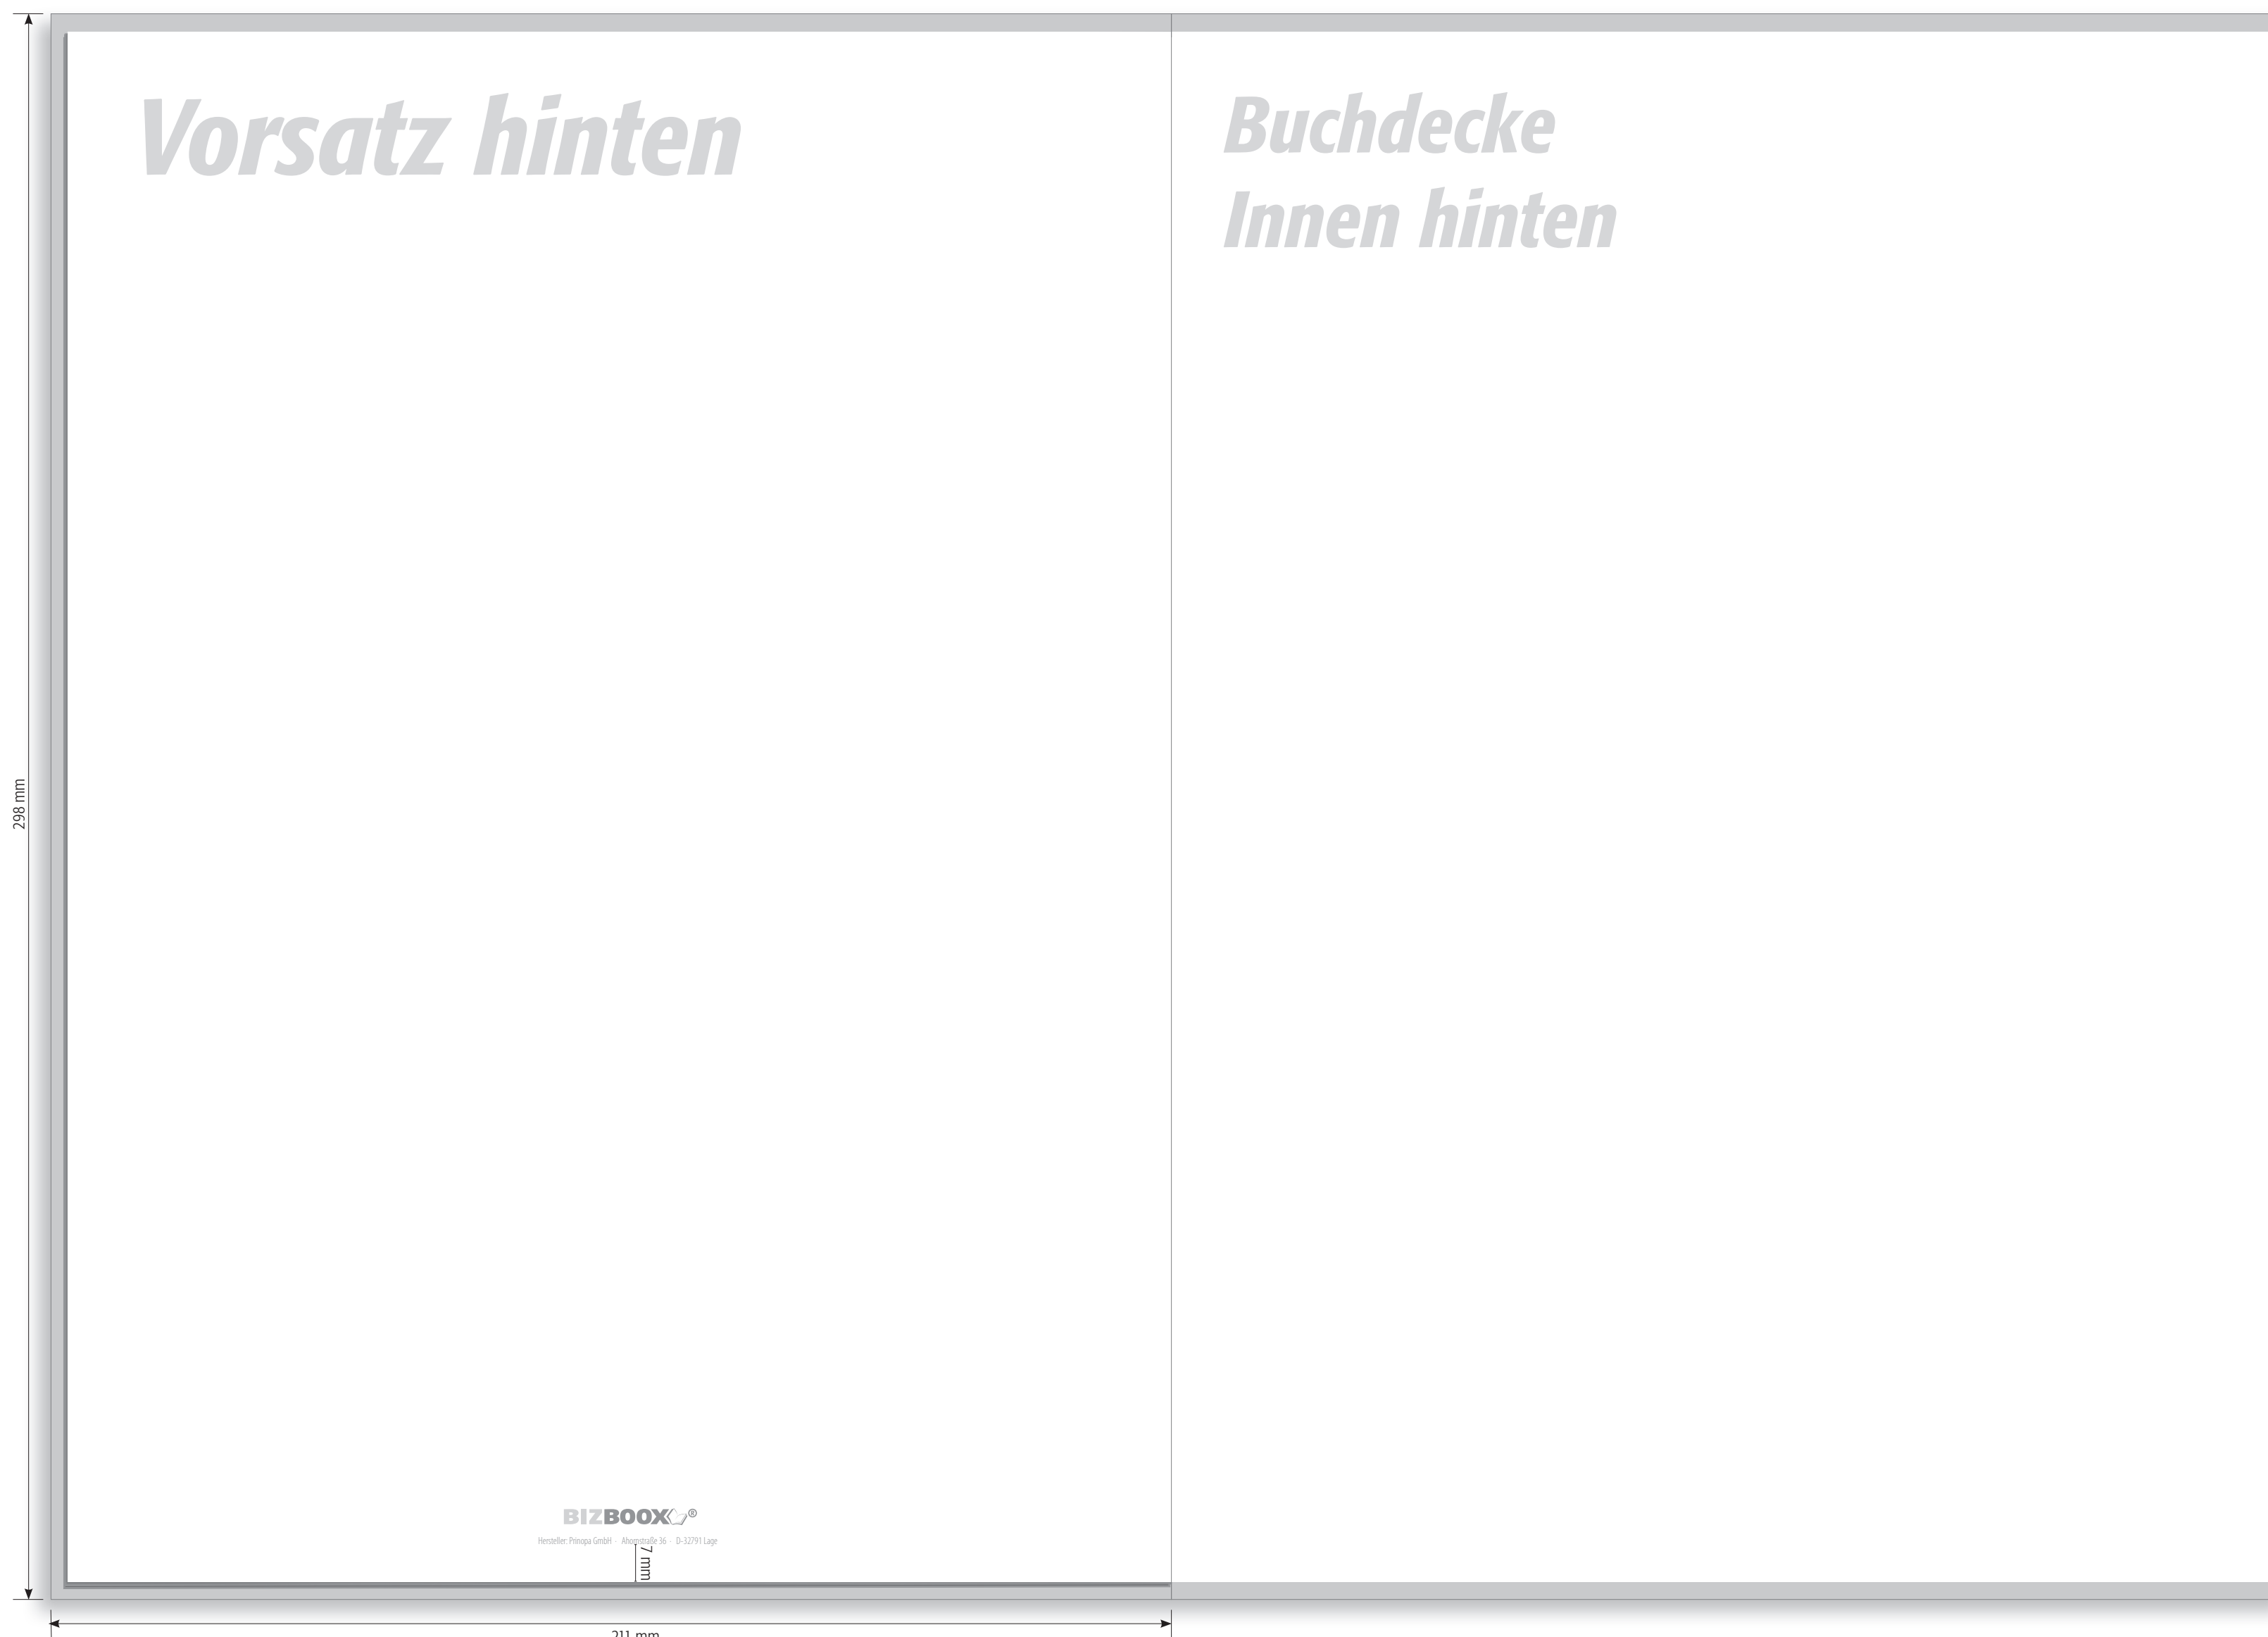 Vorsatz hinten
Buchdecke
Innen hinten
298 mm
BIZBOOX®
Hersteller: Prinopa GmbH · Ahornstraße 36 · D-32791 Lage
7 mm
211 mm